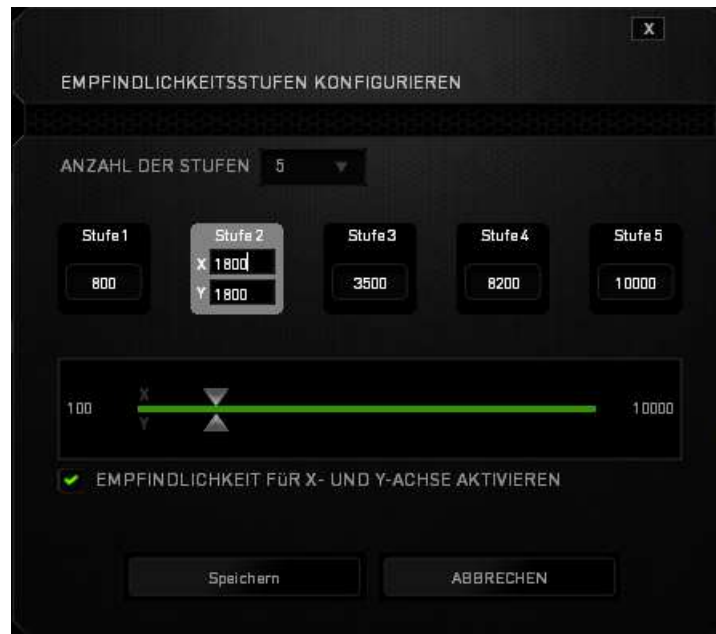 X
EMPFINDLICHKEITSSTUFEN KONFIGURIEREN
ANZAHL DER STUFEN 5
Stufe 1 Stufe 2 Stufe 3 Stufe 4 Stufe 5
X 1800
800 3500 8200 10000
Y 1800
X
100 10000
Y
EMPFINDLICHKEIT FüR X- UND Y-ACHSE AKTIVIEREN
Speichern ABBRECHEN